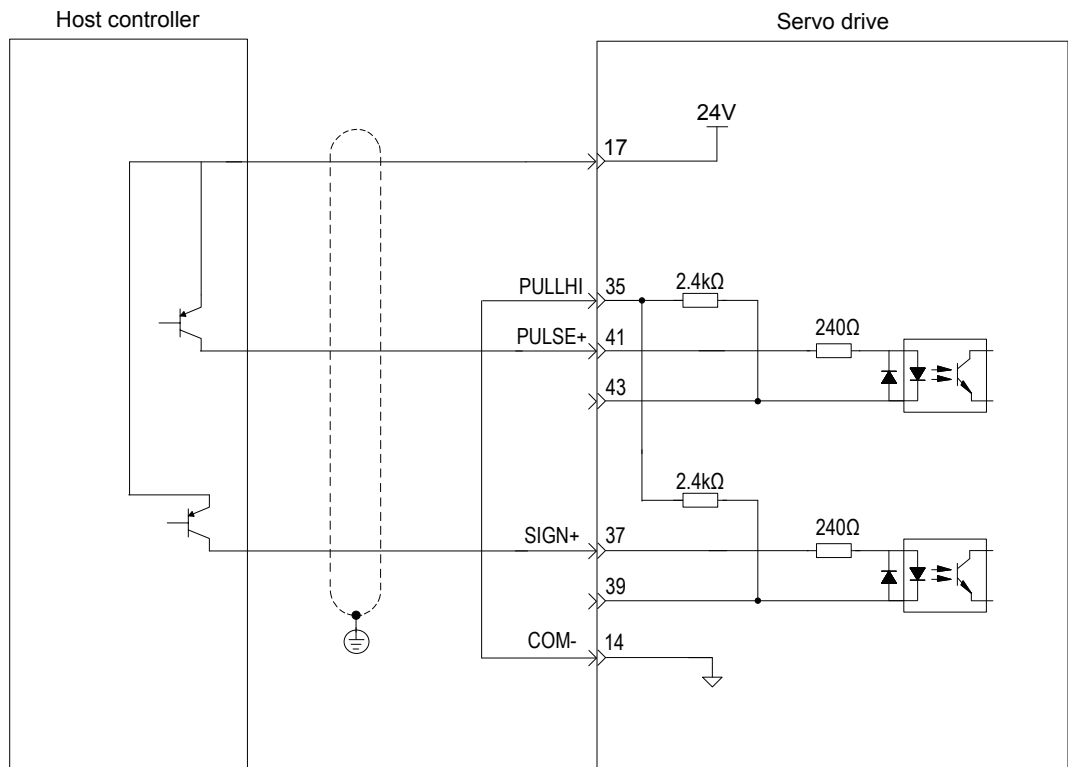 Host controller
Servo drive
24V
17
PULLHI
35
2.4kΩ
PULSE+
41
240Ω
43
2.4kΩ
SIGN+
37
240Ω
39
COM-
14